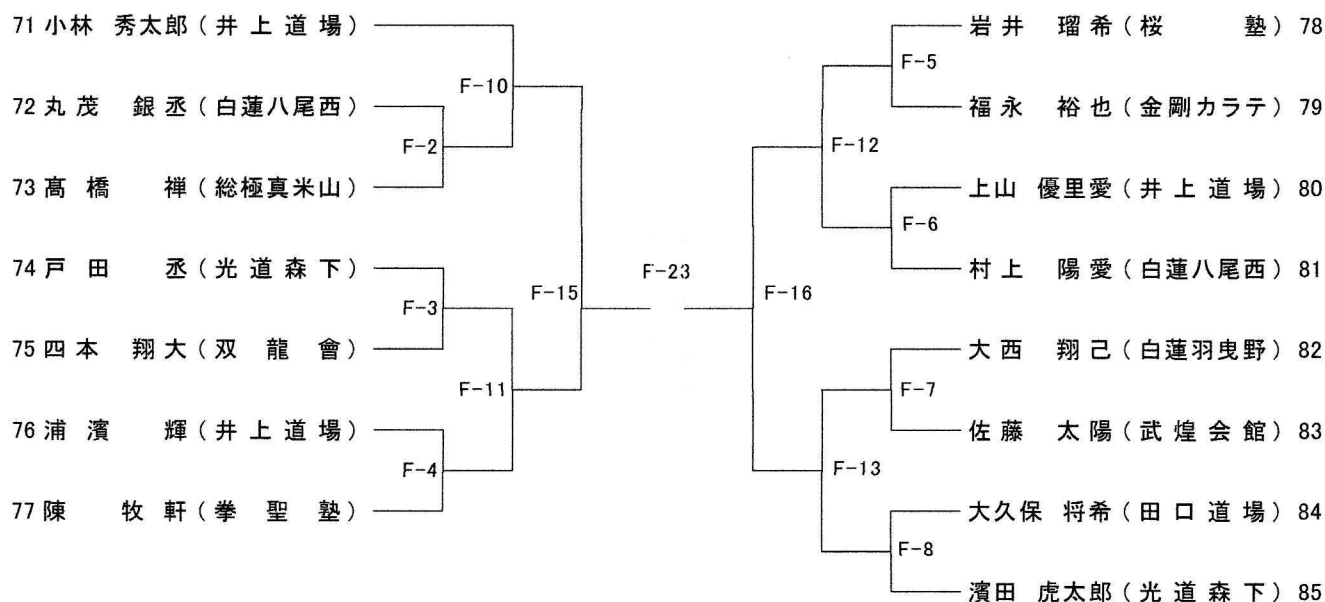 71 小林 秀太郎 (井上道場)
F-10
72 丸茂 銀丞 (白蓮八尾西)
F-2
73 髙橋 禅 (総極真米山)
74 戸田 丞 (光道森下)
F-3
75 四本 翔大 (双龍會)
F-11
76 浦濱 輝 (井上道場)
F-4
77 陳 牧軒 (拳聖塾)
F-15
F-23
F-16
岩井 瑠希 (桜塾) 78
F-5
福永 裕也 (金剛カラテ) 79
F-12
上山 優里愛 (井上道場) 80
F-6
村上 陽愛 (白蓮八尾西) 81
大西 翔己 (白蓮羽曳野) 82
F-7
佐藤 太陽 (武煌会館) 83
F-13
大久保 将希 (田口道場) 84
F-8
濱田 虎太郎 (光道森下) 85